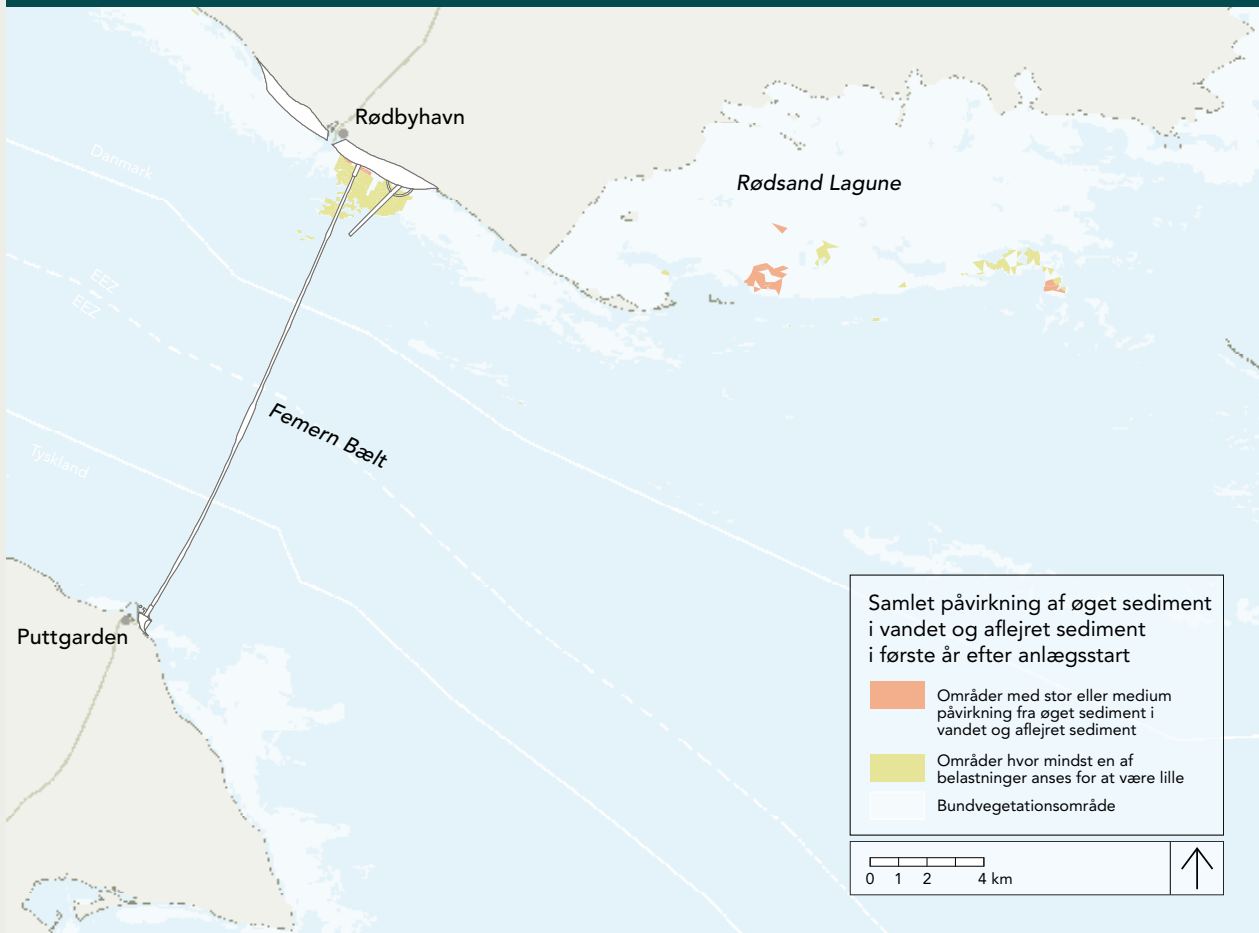 Rødbyhavn
Danmark
Rødsand Lagune
EEZ
EEZ
Femern Bælt
Tyskland
Puttgarden
Samlet påvirkning af øget sediment
i vandet og aflejret sediment
i første år efter anlægsstart
Områder med stor eller medium
påvirkning fra øget sediment i
vandet og aflejret sediment
Områder hvor mindst en af
belastninger anses for at være lille
Bundvegetationsområde
0 1 2 4 km